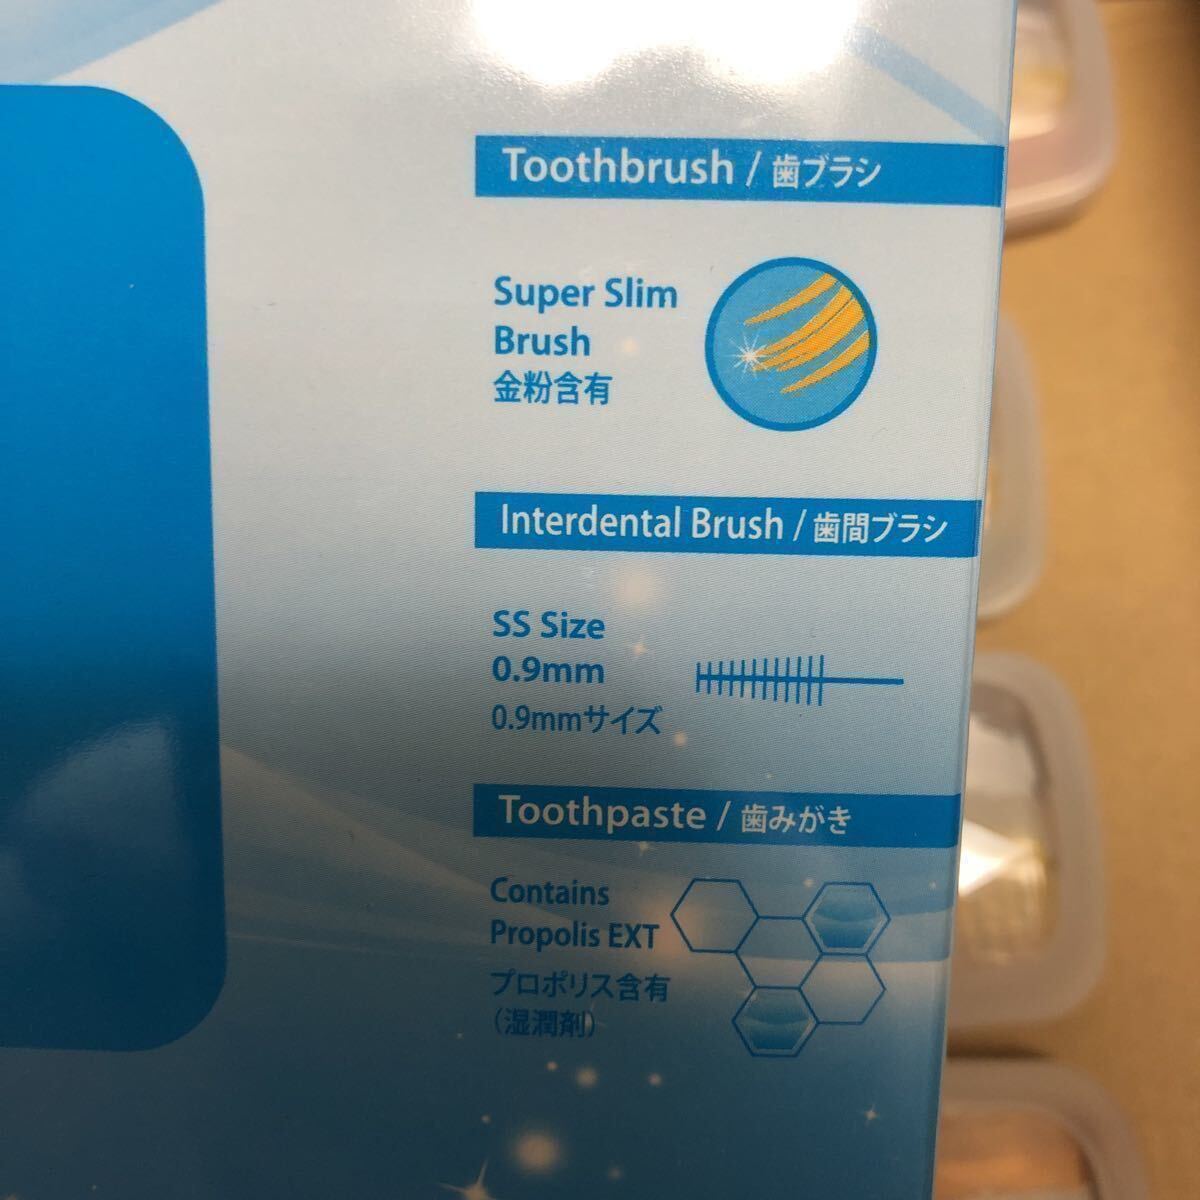 Toothbrush / 歯ブラシ
Super Slim
Brush
金粉含有
Interdental Brush / 歯間ブラシ
SS Size
0.9mm
0.9mmサイズ
Toothpaste / 歯みがき
Contains
Propolis EXT
プロポリス含有
(湿潤剤)